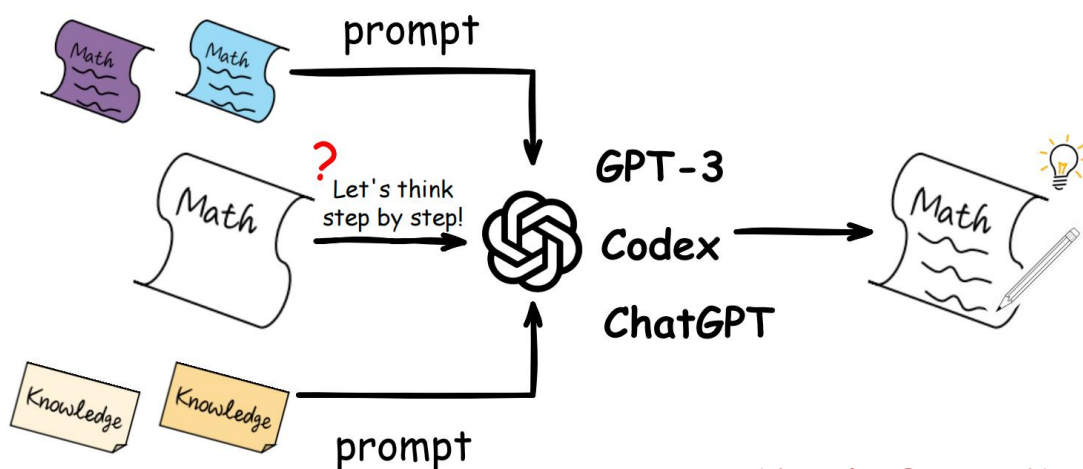 prompt
Math
Math
?
Let's think
step by step!
Math
GPT-3
Codex
ChatGPT
Math
Knowledge
Knowledge
prompt